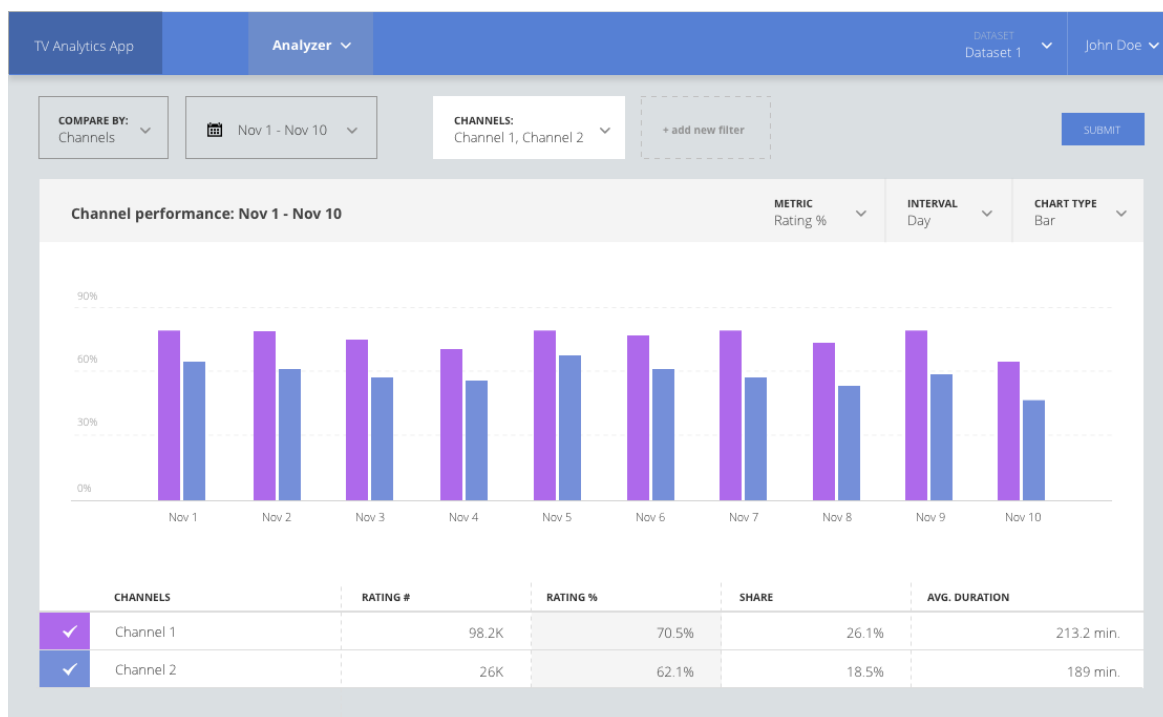 TV Analytics App
Analyzer
DATASET
Dataset 1
John Doe
COMPARE BY:
Channels
Nov 1 - Nov 10
CHANNELS:
Channel 1, Channel 2
+ add new filter
SUBMIT
Channel performance: Nov 1 - Nov 10
METRIC
Rating %
INTERVAL
Day
CHART TYPE
Bar
90%
60%
30%
0%
Nov 1 Nov 2 Nov 3 Nov 4 Nov 5 Nov 6 Nov 7 Nov 8 Nov 9 Nov 10
CHANNELS RATING # RATING % SHARE AVG. DURATION
Channel 1 98.2K 70.5% 26.1% 213.2 min.
Channel 2 26K 62.1% 18.5% 189 min.